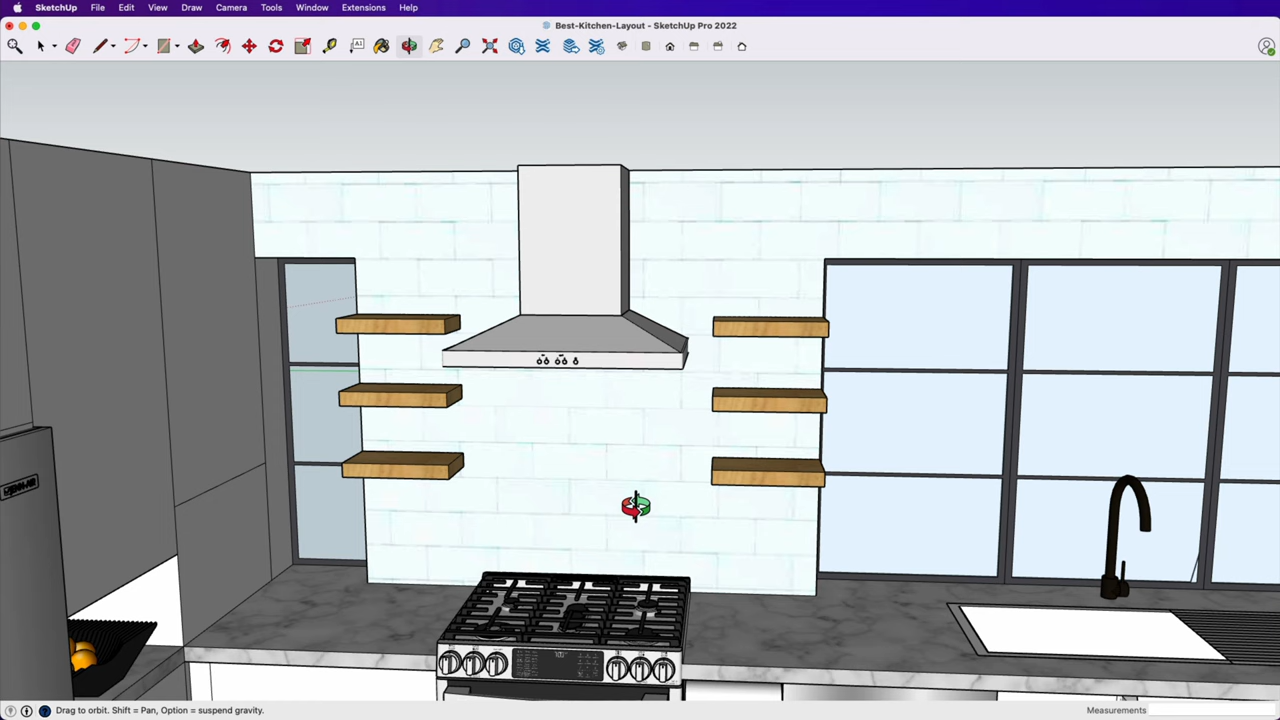 SketchUp File Edit View Draw Camera Tools Window Extensions Help
Best-Kitchen-Layout - SketchUp Pro 2022
A1
Drag to orbit. Shift = Pan, Option = suspend gravity.
Measurements